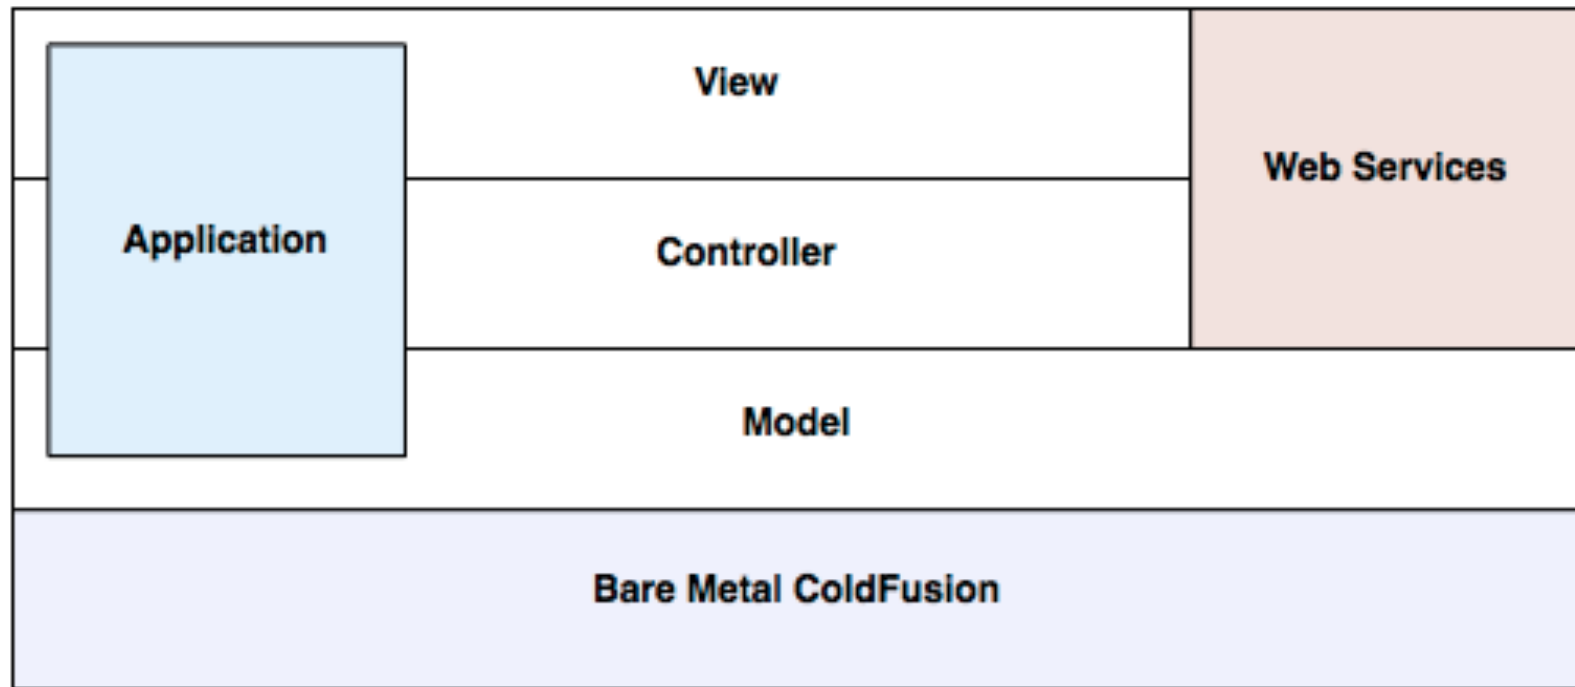 View
Web Services
Application
Controller
Model
Bare Metal ColdFusion